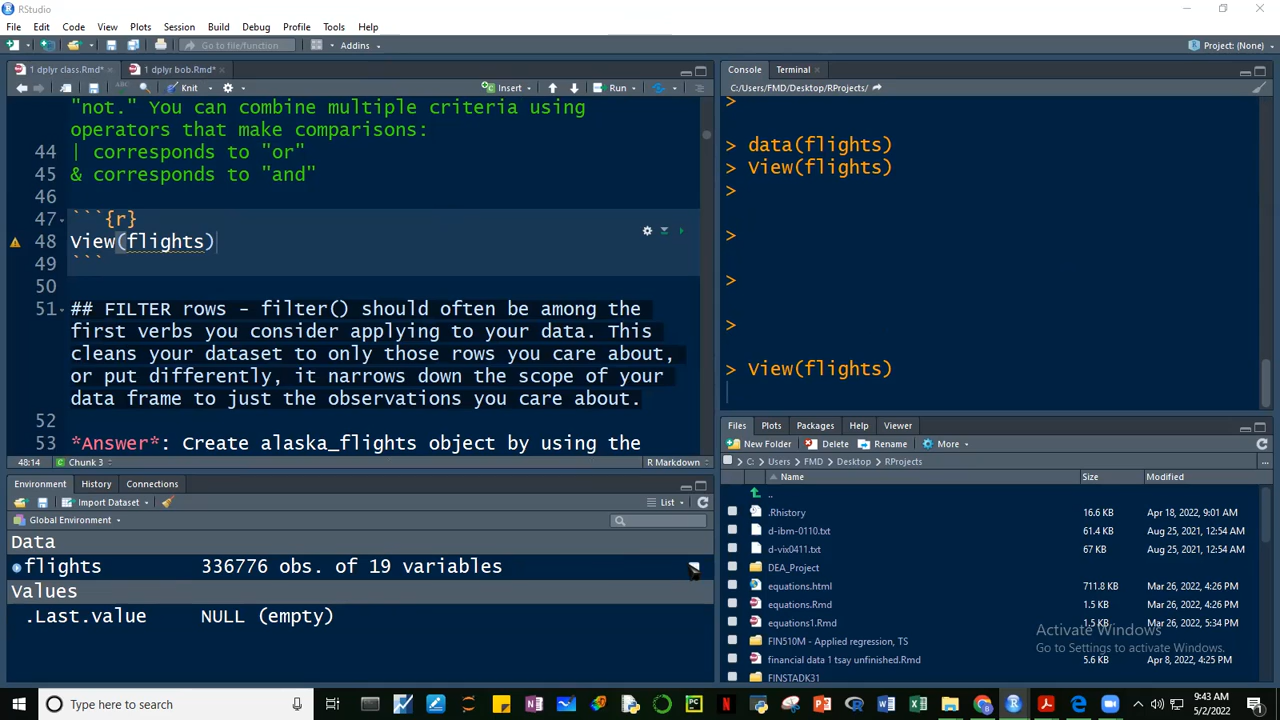 RStudio
File Edit Code View Plots Session Build Debug Profile Tools Help
Go to file/function Addins Project: (None)
1 dplyr class.Rmd* 1 dplyr bob.Rmd*
Knit Insert Run
"not." You can combine multiple criteria using
operators that make comparisons:
44 | corresponds to "or"
45 & corresponds to "and"
46
47 ```{r}
48 View(flights)
49 ```
50
51 ## FILTER rows - filter() should often be among the
first verbs you consider applying to your data. This
cleans your dataset to only those rows you care about,
or put differently, it narrows down the scope of your
data frame to just the observations you care about.
52
53 *Answer*: Create alaska_flights object by using the
48:14 Chunk 3 R Markdown
Environment History Connections
Import Dataset List
Global Environment
Data
flights 336776 obs. of 19 variables
Values
.Last.value NULL (empty)
Console Terminal
C:/Users/FMD/Desktop/RProjects/
>
> data(flights)
> View(flights)
>
>
>
>
> View(flights)
Files Plots Packages Help Viewer
New Folder Delete Rename More
C: Users FMD Desktop RProjects ...
Name Size Modified
..
.Rhistory 16.6 KB Apr 18, 2022, 9:01 AM
d-ibm-0110.txt 61.4 KB Aug 25, 2021, 12:54 AM
d-vix0411.txt 67 KB Aug 25, 2021, 12:54 AM
DEA_Project
equations.html 711.8 KB Mar 26, 2022, 4:26 PM
equations.Rmd 1.5 KB Mar 26, 2022, 4:26 PM
equations1.Rmd 1.5 KB Mar 26, 2022, 5:34 PM
FIN510M - Applied regression, TS
financial data 1 tsay unfinished.Rmd 5.6 KB Apr 8, 2022, 4:25 PM
FINSTADK31
Activate Windows
Go to Settings to activate Windows.
Type here to search
9:43 AM
5/2/2022